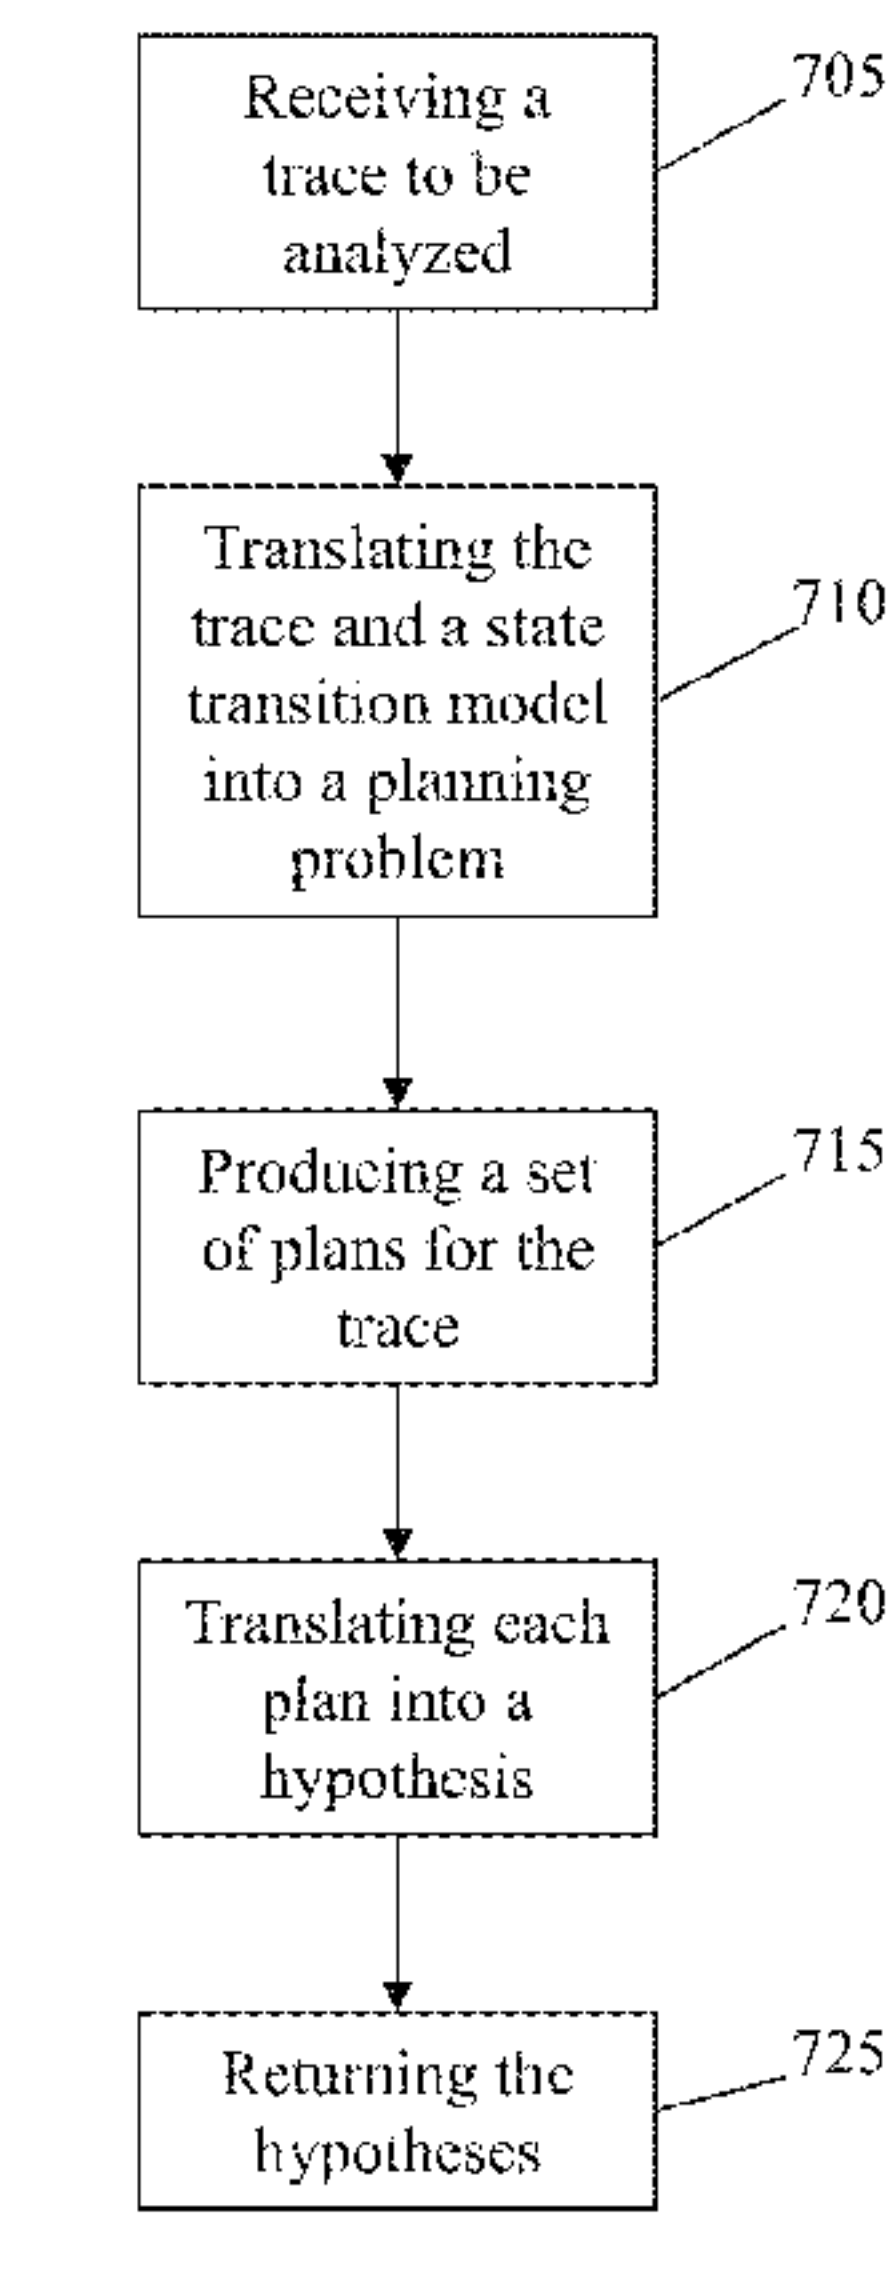 Receiving a
trace to be
analyzed
705
Translating the
trace and a state
transition model
into a planning
problem
710
Producing a set
of plans for the
trace
715
Translating each
plan into a
hypothesis
720
Returning the
hypotheses
725